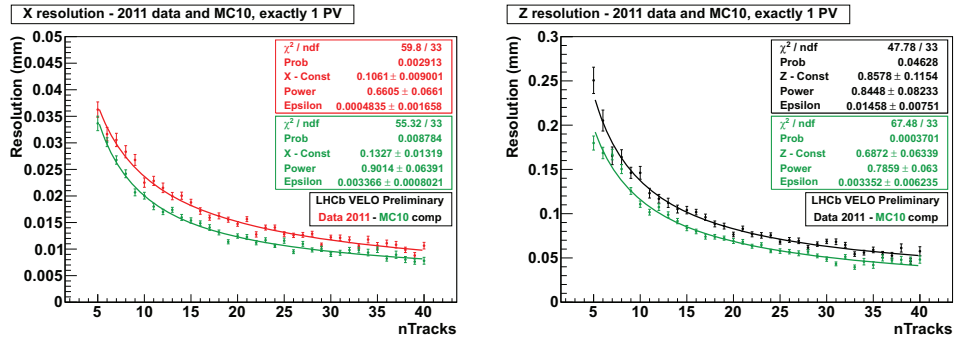 X resolution - 2011 data and MC10, exactly 1 PV
Resolution (mm)
0.05
0.045
0.04
0.035
0.03
0.025
0.02
0.015
0.01
0.005
0
5 10 15 20 25 30 35 40
nTracks
χ² / ndf 59.8 / 33
Prob 0.002913
X - Const 0.1061 ± 0.009001
Power 0.6605 ± 0.0661
Epsilon 0.0004835 ± 0.001658
χ² / ndf 55.32 / 33
Prob 0.008784
X - Const 0.1327 ± 0.01319
Power 0.9014 ± 0.06391
Epsilon 0.003366 ± 0.0008021
LHCb VELO Preliminary
Data 2011 - MC10 comp
Z resolution - 2011 data and MC10, exactly 1 PV
Resolution (mm)
0.3
0.25
0.2
0.15
0.1
0.05
0
5 10 15 20 25 30 35 40
nTracks
χ² / ndf 47.78 / 33
Prob 0.04628
Z - Const 0.8578 ± 0.1154
Power 0.8448 ± 0.08233
Epsilon 0.01458 ± 0.00751
χ² / ndf 67.48 / 33
Prob 0.0003701
Z - Const 0.6872 ± 0.06339
Power 0.7859 ± 0.063
Epsilon 0.003352 ± 0.006235
LHCb VELO Preliminary
Data 2011 - MC10 comp